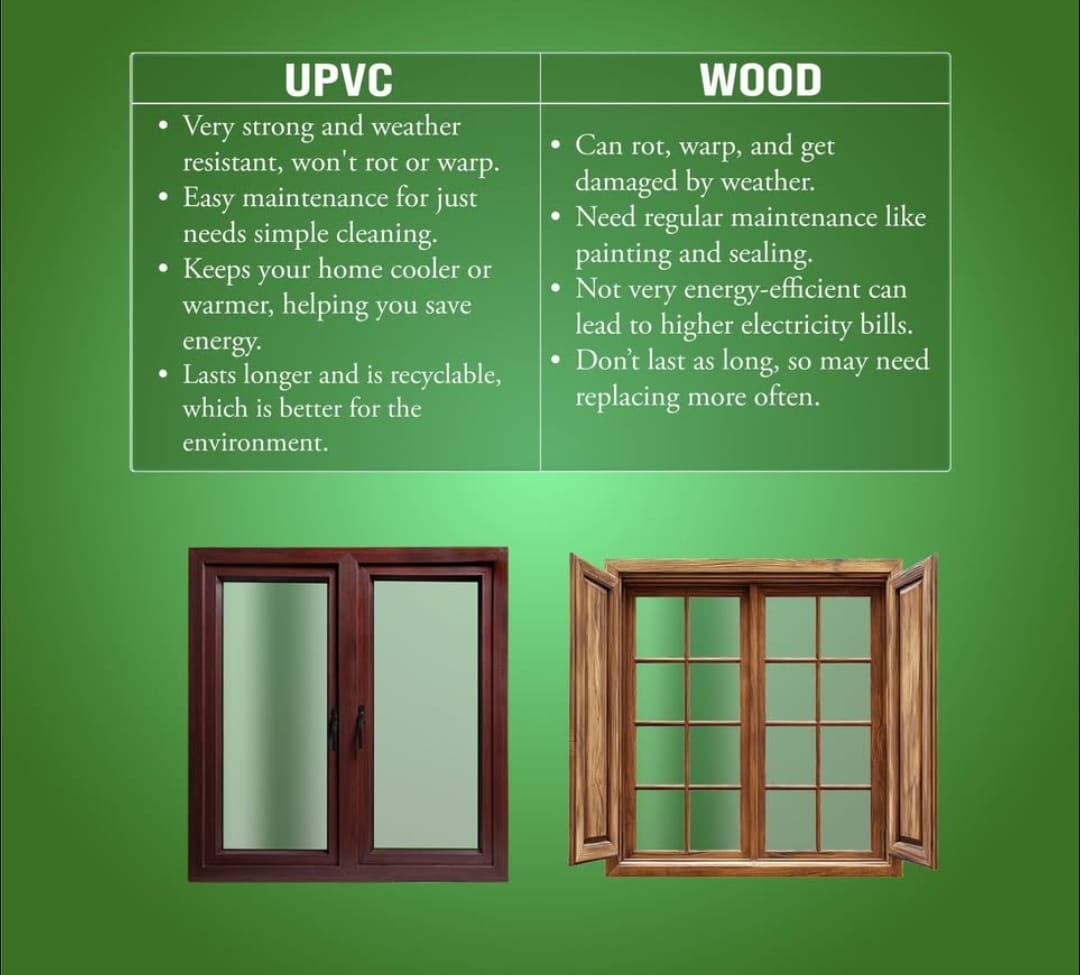 UPVC
• Very strong and weather
resistant, won't rot or warp.
• Easy maintenance for just
needs simple cleaning.
• Keeps your home cooler or
warmer, helping you save
energy.
• Lasts longer and is recyclable,
which is better for the
environment.
WOOD
• Can rot, warp, and get
damaged by weather.
• Need regular maintenance like
painting and sealing.
• Not very energy-efficient can
lead to higher electricity bills.
• Don’t last as long, so may need
replacing more often.